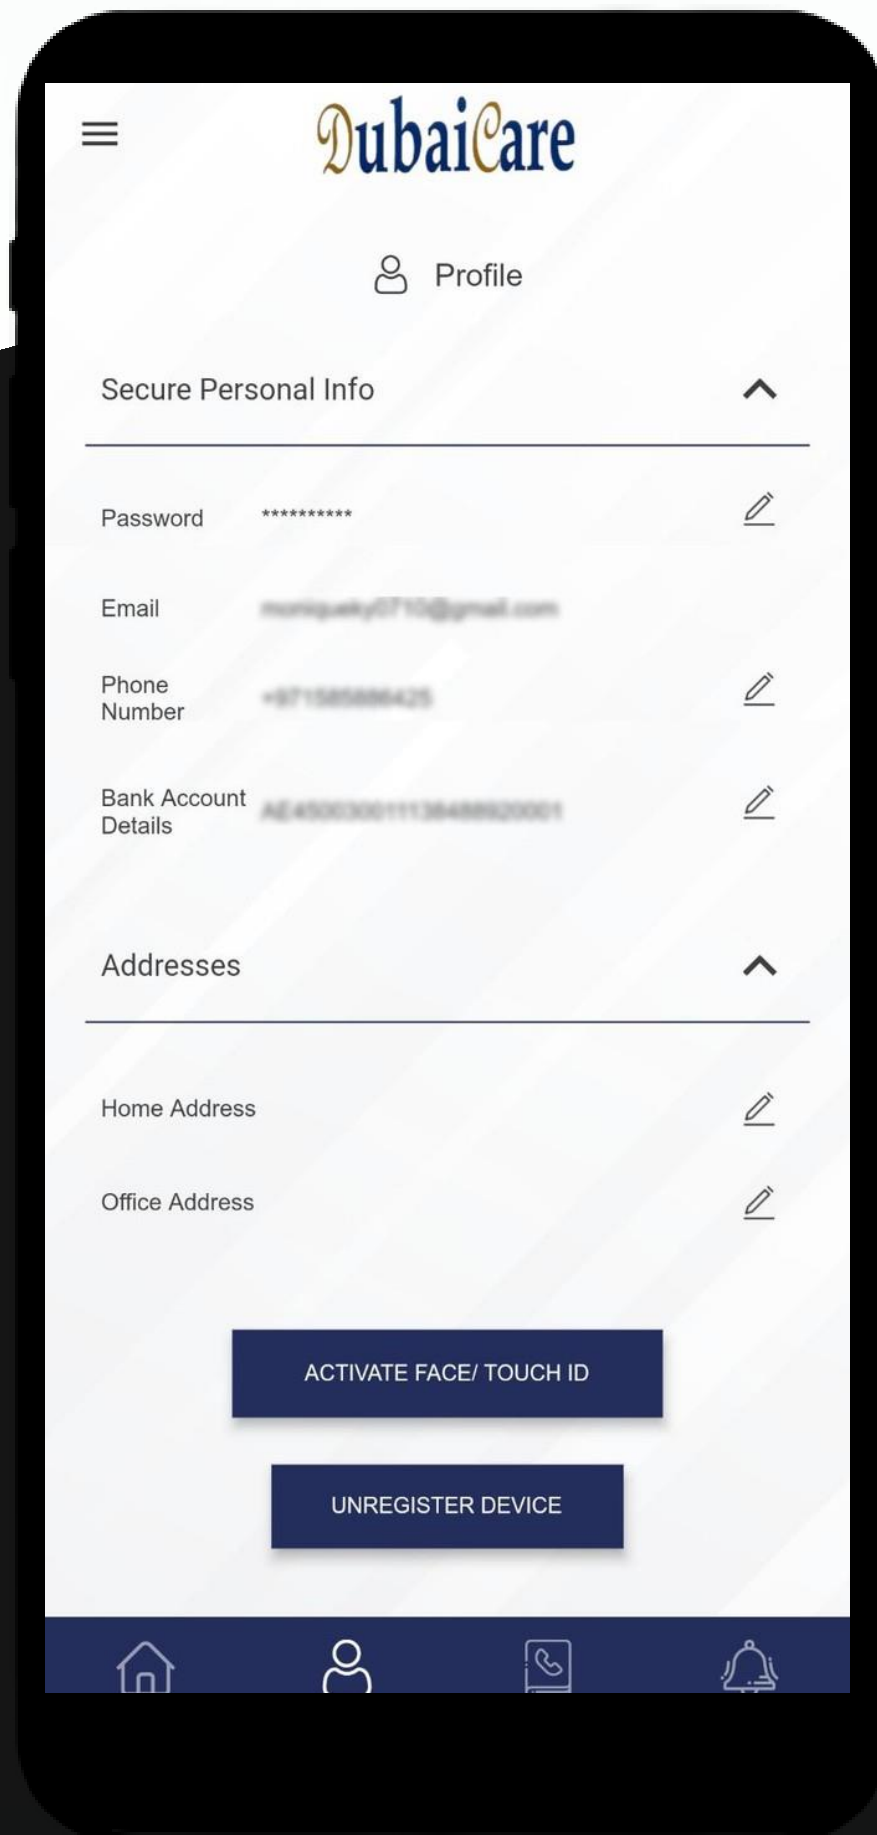 DubaiCare
Profile
Secure Personal Info
Password **********
Email
Phone
Number
Bank Account
Details
Addresses
Home Address
Office Address
ACTIVATE FACE/ TOUCH ID
UNREGISTER DEVICE